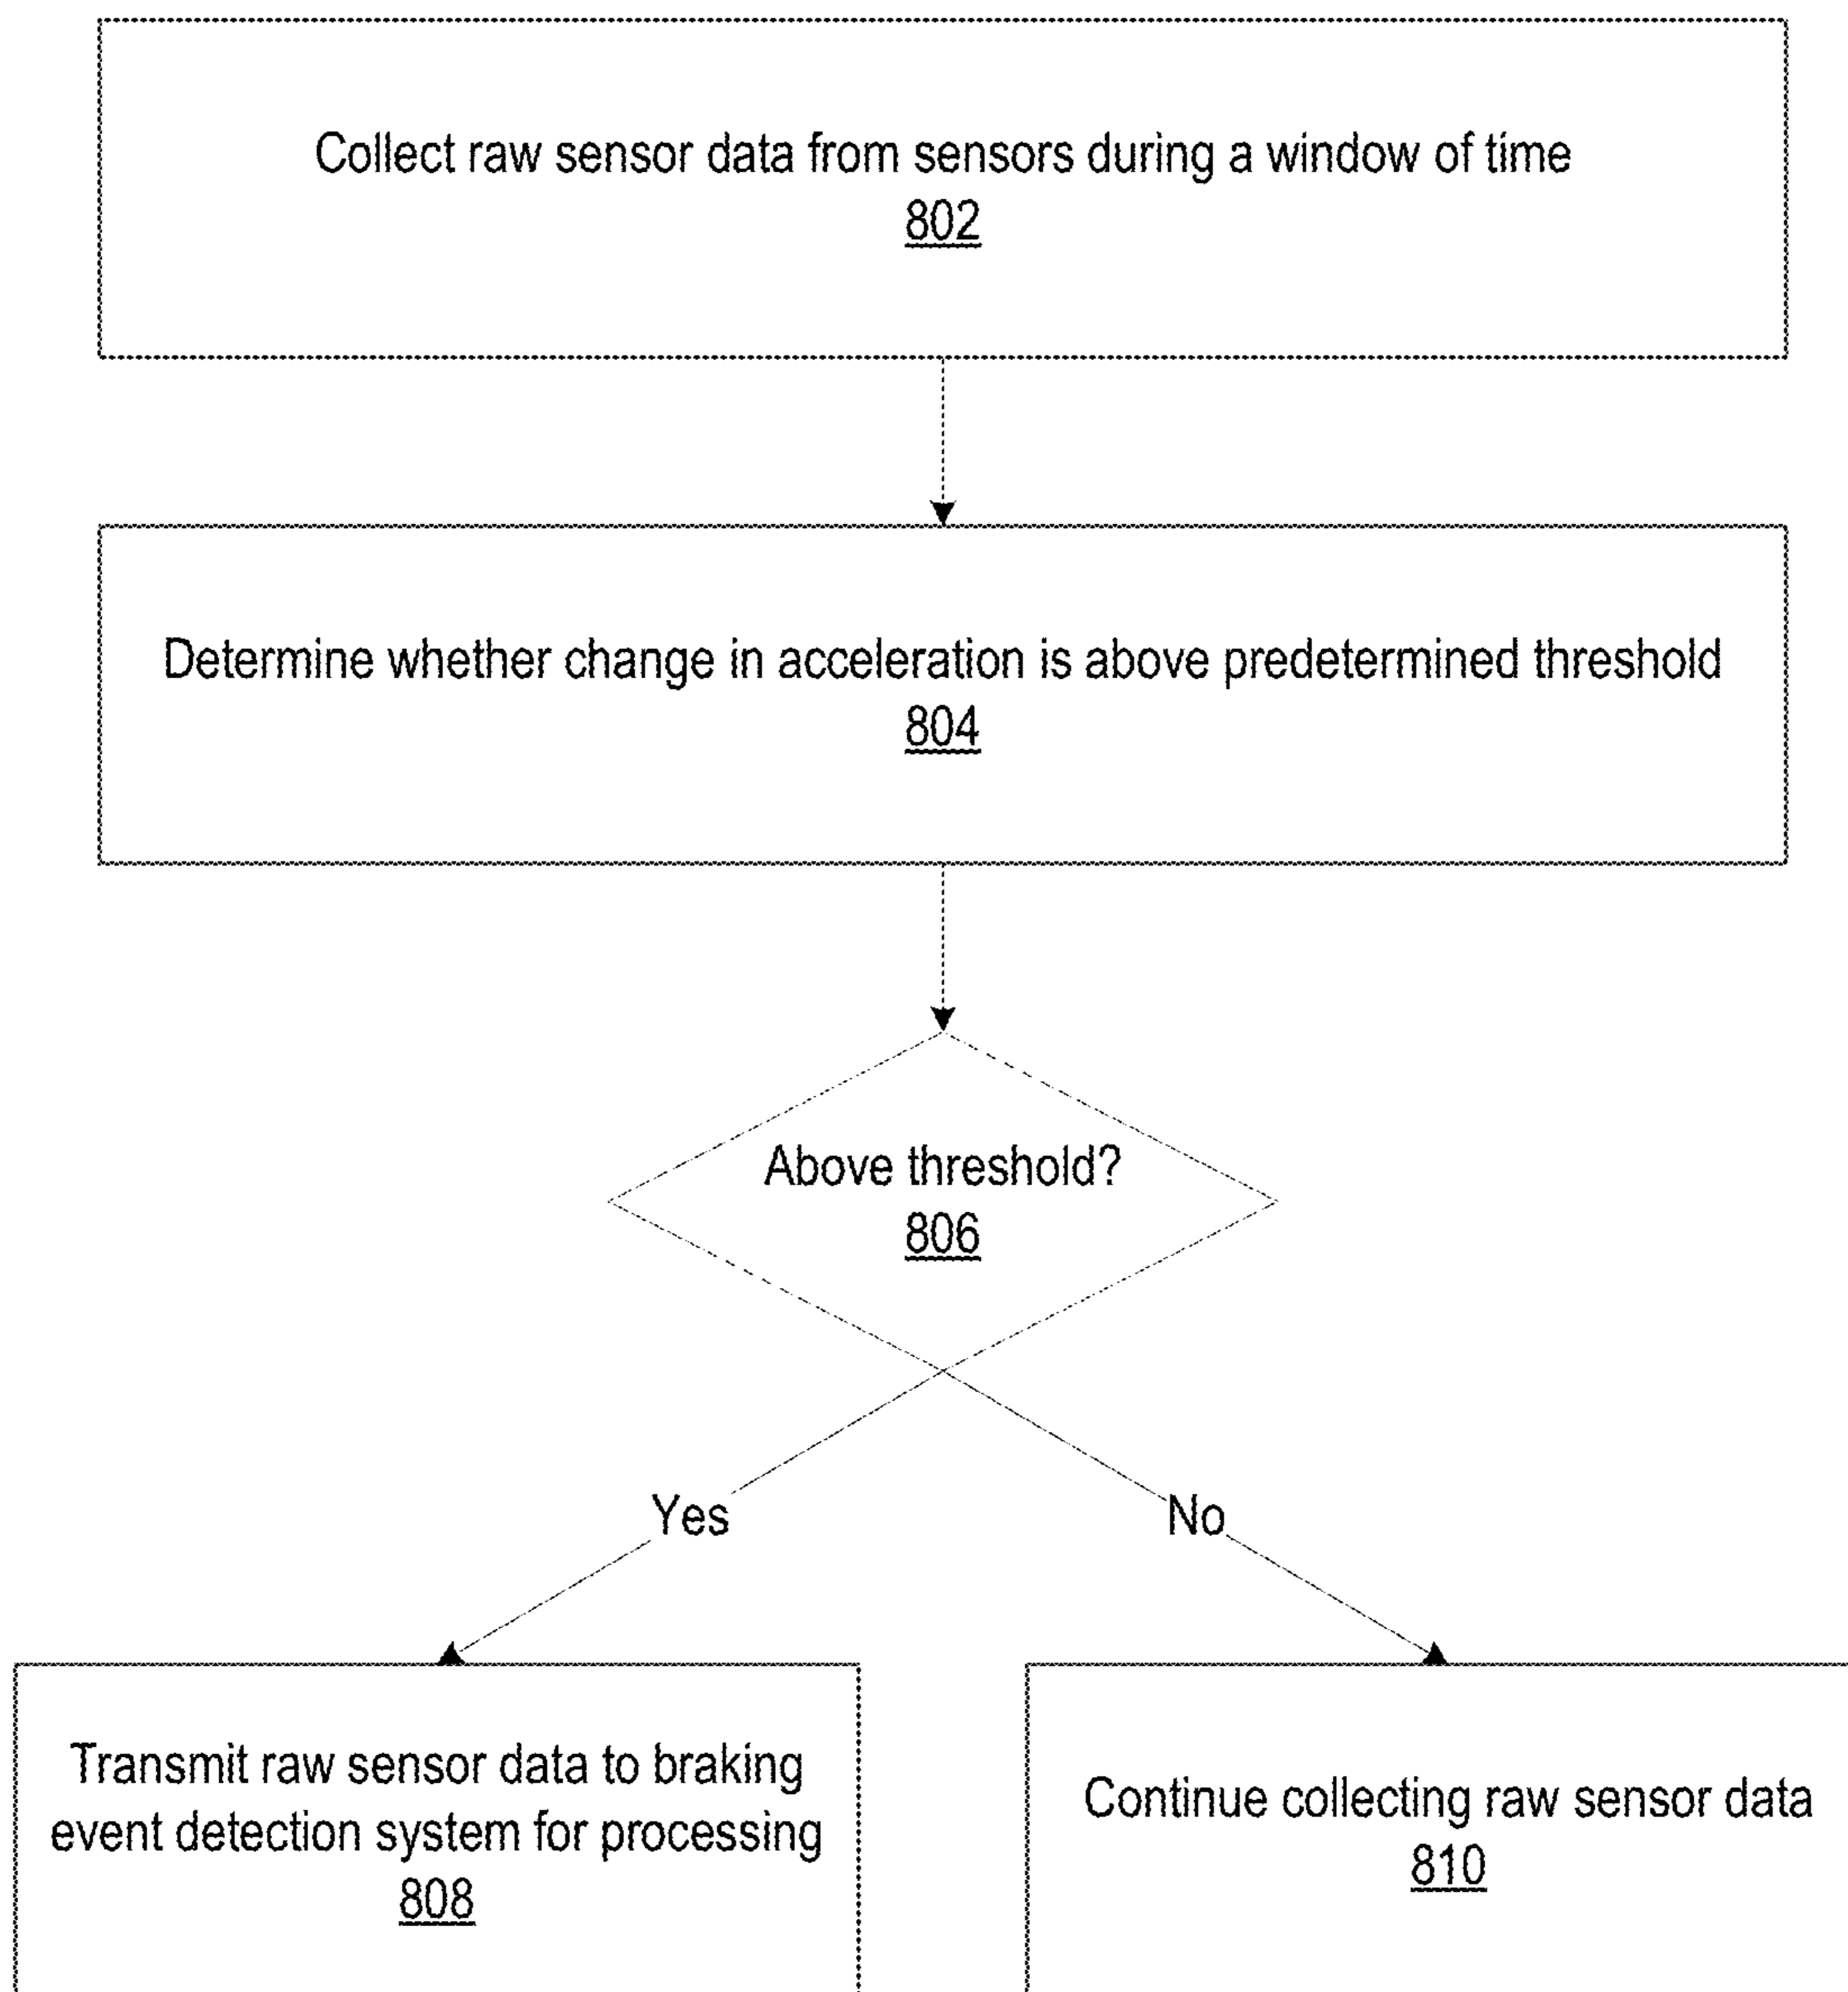 Collect raw sensor data from sensors during a window of time
802
Determine whether change in acceleration is above predetermined threshold
804
Above threshold?
806
Yes
No
Transmit raw sensor data to braking
event detection system for processing
808
Continue collecting raw sensor data
810